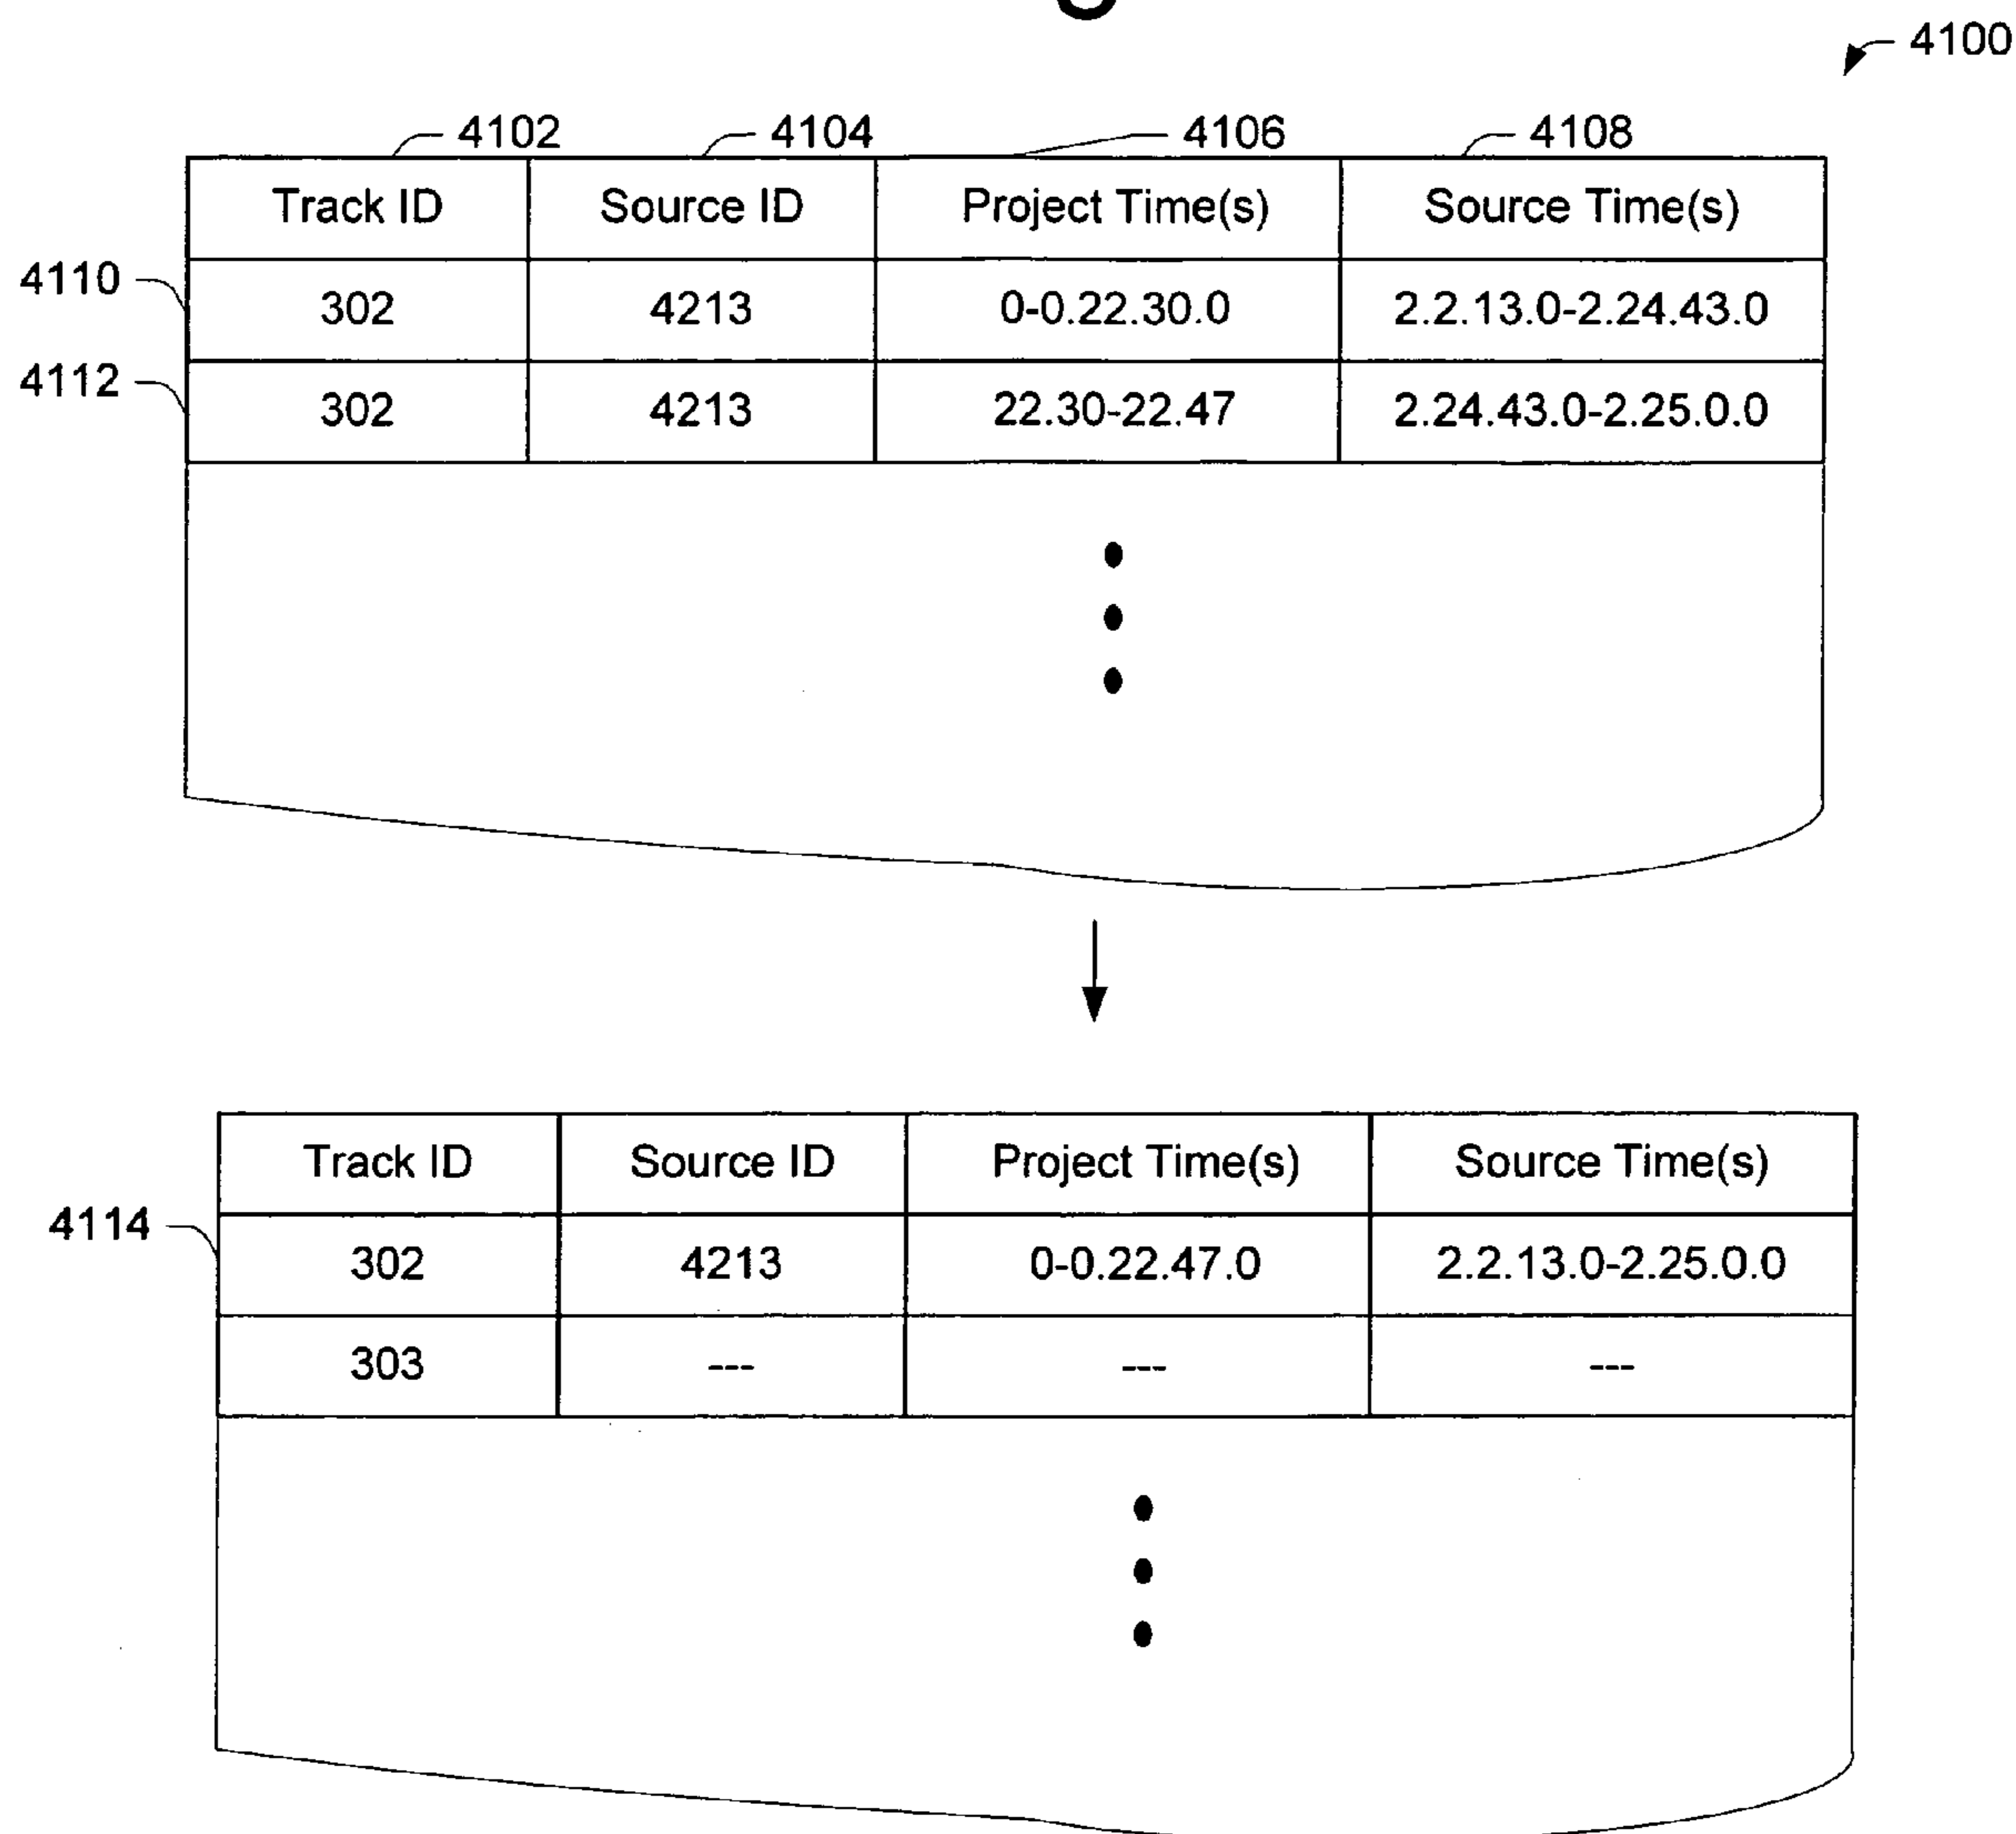 4100
4102 4104 4106 4108
Track ID Source ID Project Time(s) Source Time(s)
4110 302 4213 0-0.22.30.0 2.2.13.0-2.24.43.0
4112 302 4213 22.30-22.47 2.24.43.0-2.25.0.0
Track ID Source ID Project Time(s) Source Time(s)
4114 302 4213 0-0.22.47.0 2.2.13.0-2.25.0.0
303 --- --- ---